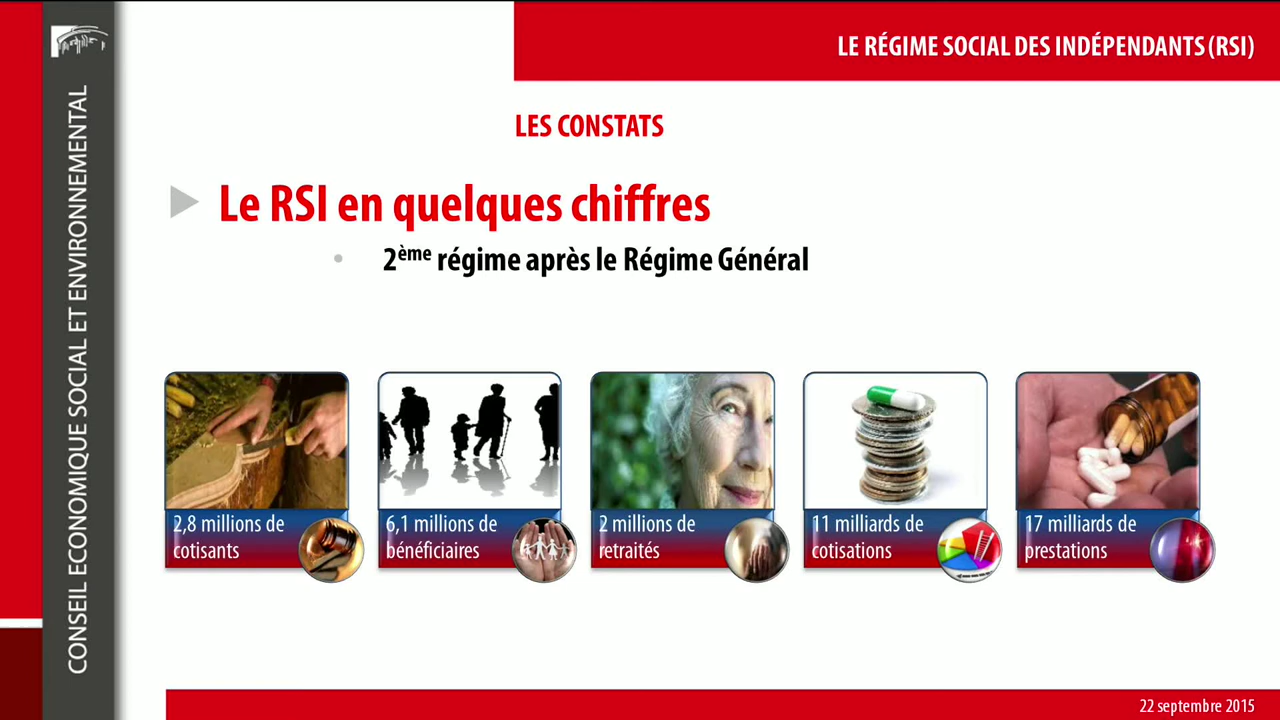 LE RÉGIME SOCIAL DES INDÉPENDANTS (RSI)
CONSEIL ECONOMIQUE SOCIAL ET ENVIRONNEMENTAL
LES CONSTATS
Le RSI en quelques chiffres
2ème régime après le Régime Général
2,8 millions de
cotisants
6,1 millions de
bénéficiaires
2 millions de
retraités
11 milliards de
cotisations
17 milliards de
prestations
22 septembre 2015